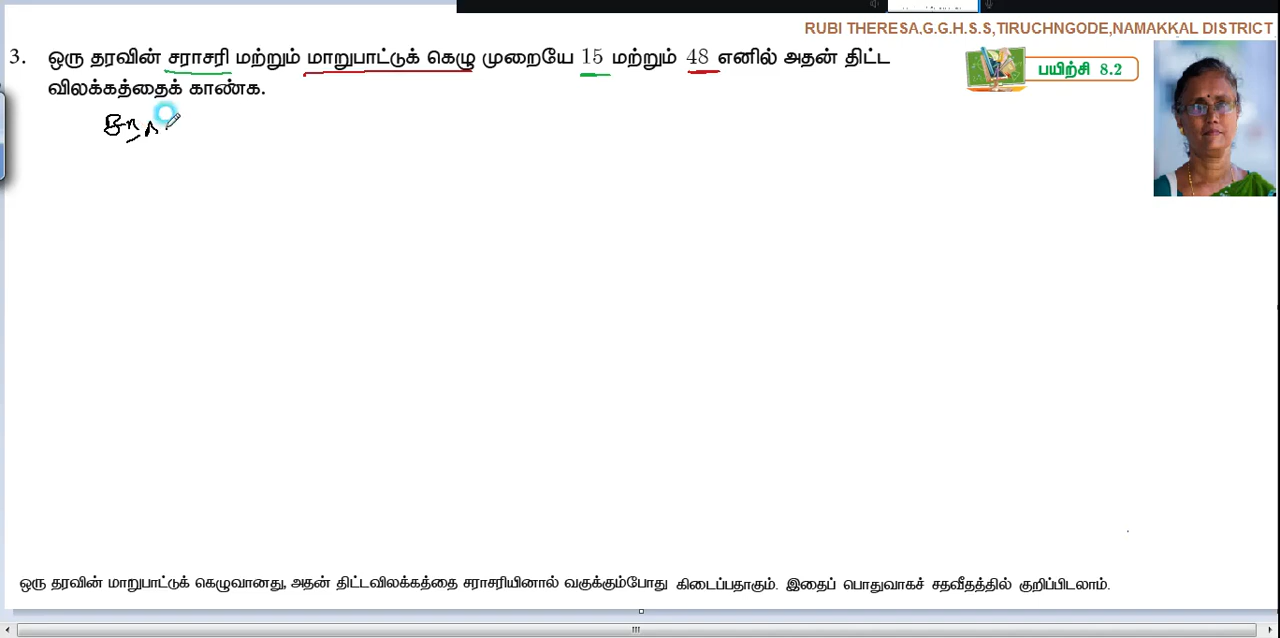 RUBI THERESA,G.G.H.S.S,TIRUCHNGODE,NAMAKKAL DISTRICT
3. ஒரு தரவின் சராசரி மற்றும் மாறுபாட்டுக் கெழு முறையே 15 மற்றும் 48 எனில் அதன் திட்ட
விலக்கத்தைக் காண்க.
பயிற்சி 8.2
ஒரு தரவின் மாறுபாட்டுக் கெழுவானது, அதன் திட்டவிலக்கத்தை சராசரியினால் வகுக்கும்போது கிடைப்பதாகும். இதைப் பொதுவாகச் சதவீதத்தில் குறிப்பிடலாம்.